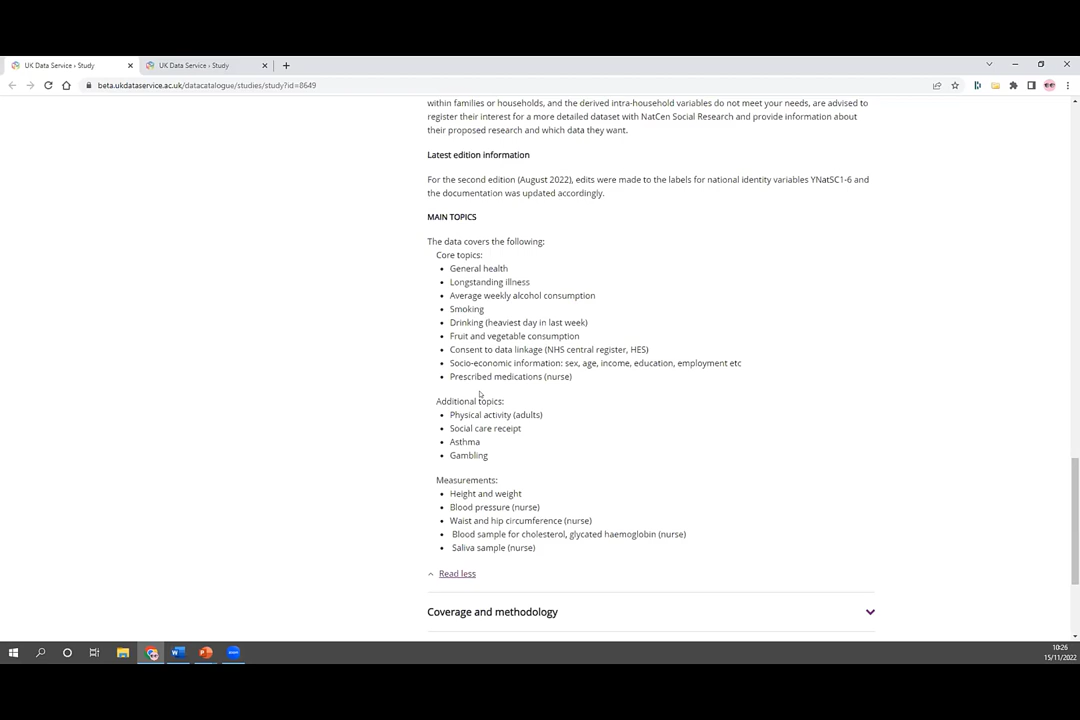 UK Data Service › Study
UK Data Service › Study
beta.ukdataservice.ac.uk/datacatalogue/studies/study?id=8649
within families or households, and the derived intra-household variables do not meet your needs, are advised to
register their interest for a more detailed dataset with NatCen Social Research and provide information about
their proposed research and which data they want.
Latest edition information
For the second edition (August 2022), edits were made to the labels for national identity variables YNatSC1-6 and
the documentation was updated accordingly.
MAIN TOPICS
The data covers the following:
Core topics:
• General health
• Longstanding illness
• Average weekly alcohol consumption
• Smoking
• Drinking (heaviest day in last week)
• Fruit and vegetable consumption
• Consent to data linkage (NHS central register, HES)
• Socio-economic information: sex, age, income, education, employment etc
• Prescribed medications (nurse)
Additional topics:
• Physical activity (adults)
• Social care receipt
• Asthma
• Gambling
Measurements:
• Height and weight
• Blood pressure (nurse)
• Waist and hip circumference (nurse)
• Blood sample for cholesterol, glycated haemoglobin (nurse)
• Saliva sample (nurse)
Read less
Coverage and methodology
10:26
15/11/2022